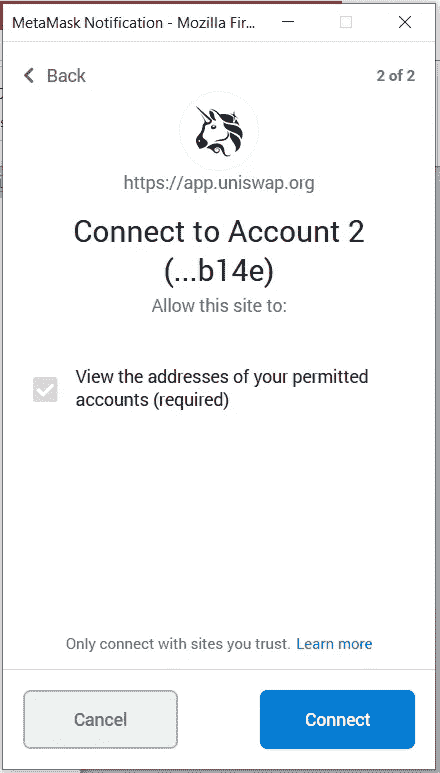 MetaMask Notification - Mozilla Fir...
Back
2 of 2
https://app.uniswap.org
Connect to Account 2
(...b14e)
Allow this site to:
View the addresses of your permitted
accounts (required)
Only connect with sites you trust. Learn more
Cancel
Connect